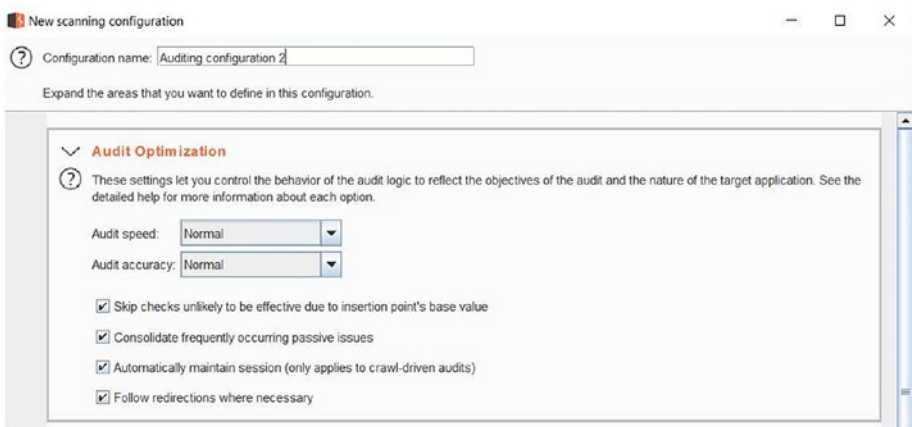 New scanning configuration
Configuration name: Auditing configuration 2
Expand the areas that you want to define in this configuration.
Audit Optimization
These settings let you control the behavior of the audit logic to reflect the objectives of the audit and the nature of the target application. See the
detailed help for more information about each option.
Audit speed: Normal
Audit accuracy: Normal
Skip checks unlikely to be effective due to insertion point's base value
Consolidate frequently occurring passive issues
Automatically maintain session (only applies to crawl-driven audits)
Follow redirections where necessary